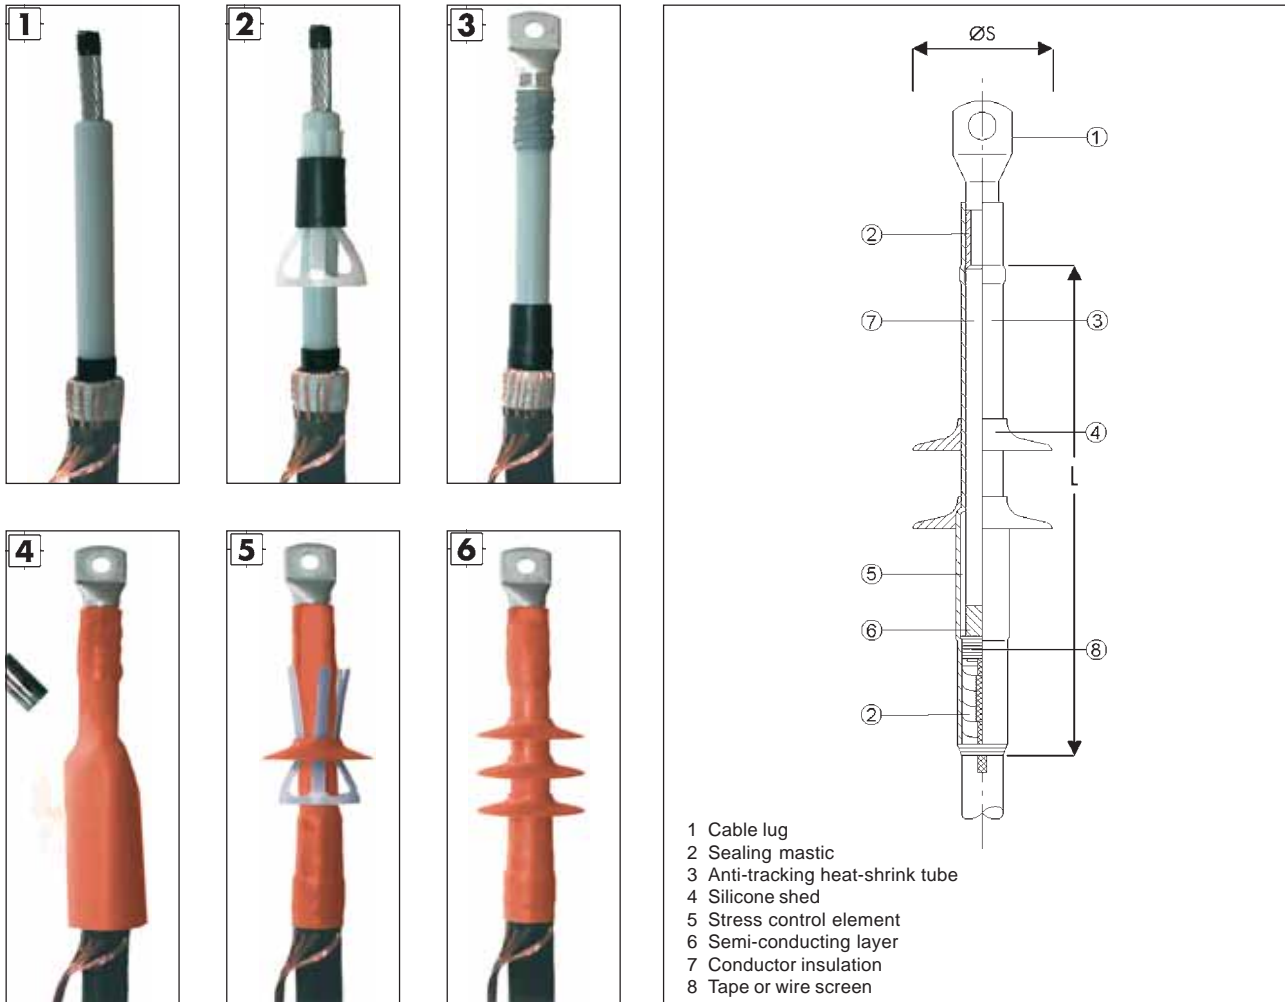 1
2
3
4
5
6
ØS
①
②
⑦
③
④
L
⑤
⑥
⑧
②
1 Cable lug
2 Sealing mastic
3 Anti-tracking heat-shrink tube
4 Silicone shed
5 Stress control element
6 Semi-conducting layer
7 Conductor insulation
8 Tape or wire screen